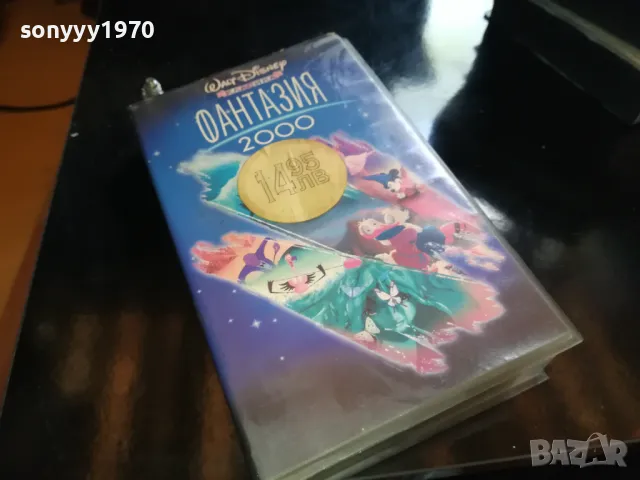 sonyyy1970
WALT DISNEY
ФАНТАЗИЯ
2000
14 95
ЛВ
BAZAR